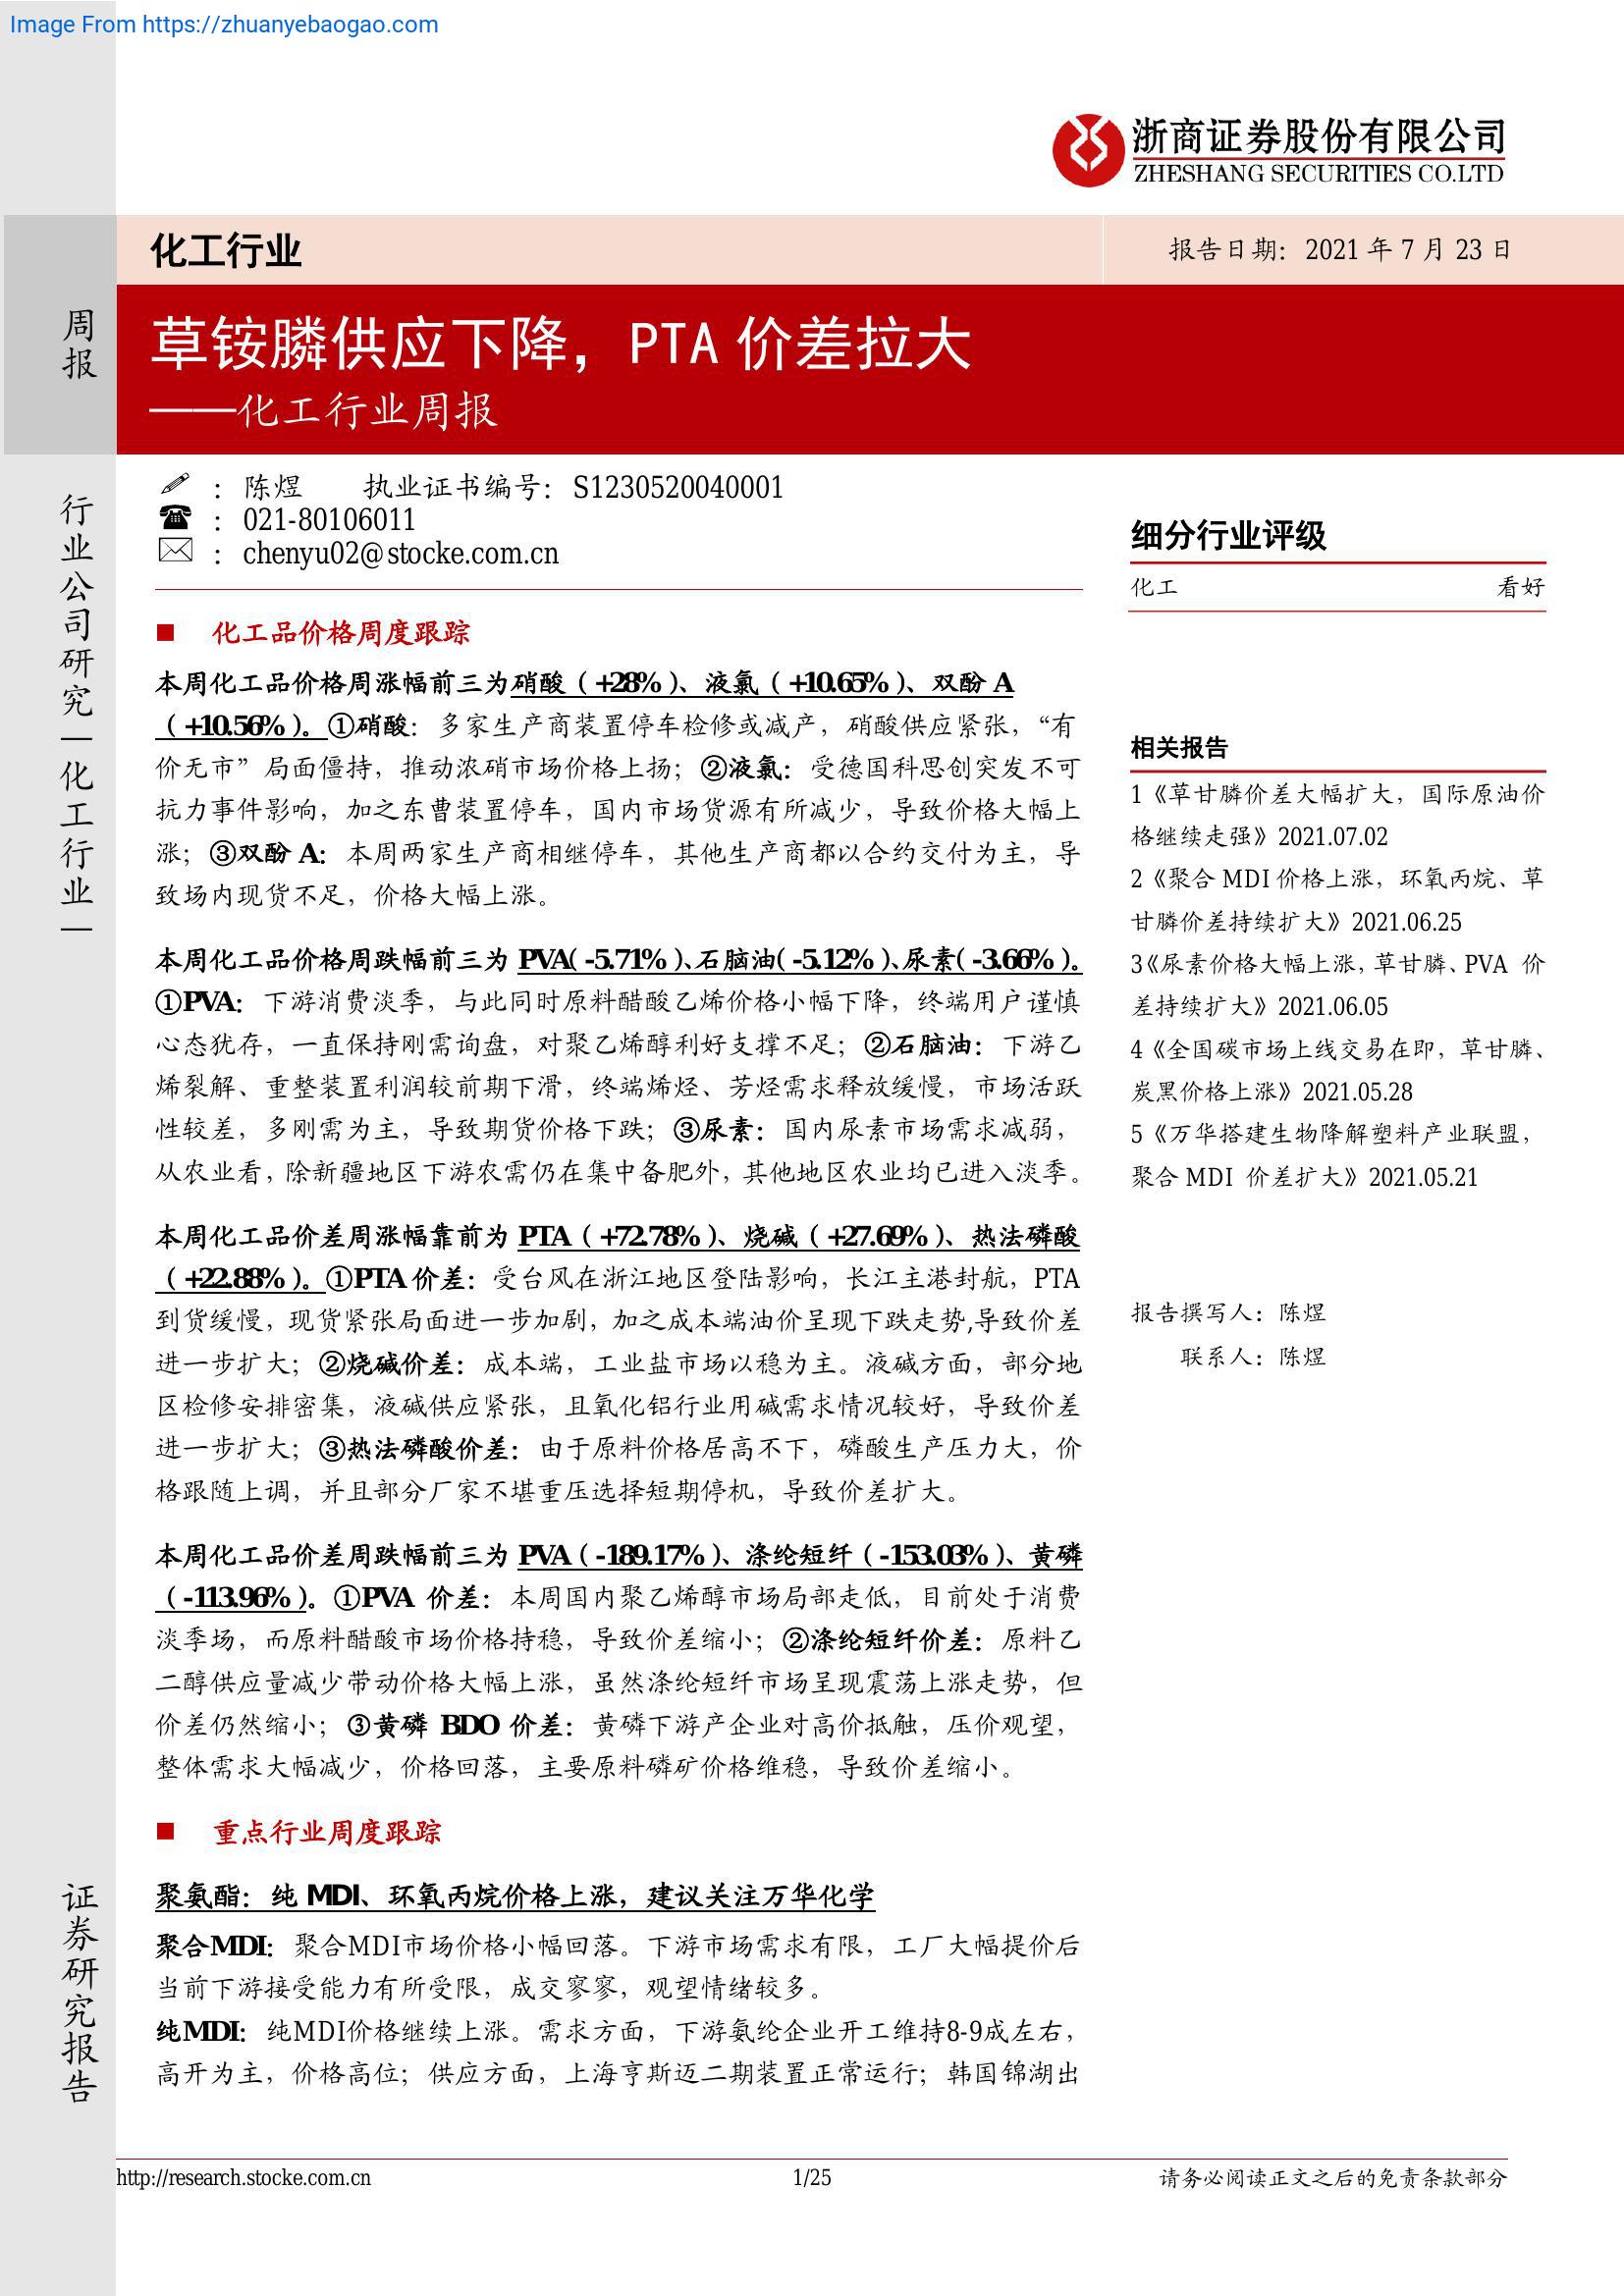 Image From https://zhuanyebaogao.com
浙商证券股份有限公司
ZHESHANG SECURITIES CO.LTD
化工行业
报告日期：2021 年 7 月 23 日
周报
草铵膦供应下降，PTA 价差拉大
——化工行业周报
行业公司研究｜化工行业｜
：陈煜 执业证书编号：S1230520040001
：021-80106011
：chenyu02@stocke.com.cn
■ 化工品价格周度跟踪
本周化工品价格周涨幅前三为硝酸（+28%）、液氯（+10.65%）、双酚 A
（+10.56%）。①硝酸：多家生产商装置停车检修或减产，硝酸供应紧张，“有
价无市”局面僵持，推动浓硝市场价格上扬；②液氯：受德国科思创突发不可
抗力事件影响，加之东曹装置停车，国内市场货源有所减少，导致价格大幅上
涨；③双酚 A：本周两家生产商相继停车，其他生产商都以合约交付为主，导
致场内现货不足，价格大幅上涨。
本周化工品价格周跌幅前三为 PVA（-5.71%）、石脑油（-5.12%）、尿素（-3.66%）。
①PVA：下游消费淡季，与此同时原料醋酸乙烯价格小幅下降，终端用户谨慎
心态犹存，一直保持刚需询盘，对聚乙烯醇利好支撑不足；②石脑油：下游乙
烯裂解、重整装置利润较前期下滑，终端烯烃、芳烃需求释放缓慢，市场活跃
性较差，多刚需为主，导致期货价格下跌；③尿素：国内尿素市场需求减弱，
从农业看，除新疆地区下游农需仍在集中备肥外，其他地区农业均已进入淡季。
本周化工品价差周涨幅靠前为 PTA（+72.78%）、烧碱（+27.69%）、热法磷酸
（+22.88%）。①PTA 价差：受台风在浙江地区登陆影响，长江主港封航，PTA
到货缓慢，现货紧张局面进一步加剧，加之成本端油价呈现下跌走势,导致价差
进一步扩大；②烧碱价差：成本端，工业盐市场以稳为主。液碱方面，部分地
区检修安排密集，液碱供应紧张，且氧化铝行业用碱需求情况较好，导致价差
进一步扩大；③热法磷酸价差：由于原料价格居高不下，磷酸生产压力大，价
格跟随上调，并且部分厂家不堪重压选择短期停机，导致价差扩大。
本周化工品价差周跌幅前三为 PVA（-189.17%）、涤纶短纤（-153.03%）、黄磷
（-113.96%）。①PVA 价差：本周国内聚乙烯醇市场局部走低，目前处于消费
淡季场，而原料醋酸市场价格持稳，导致价差缩小；②涤纶短纤价差：原料乙
二醇供应量减少带动价格大幅上涨，虽然涤纶短纤市场呈现震荡上涨走势，但
价差仍然缩小；③黄磷 BDO 价差：黄磷下游产企业对高价抵触，压价观望，
整体需求大幅减少，价格回落，主要原料磷矿价格维稳，导致价差缩小。
■ 重点行业周度跟踪
聚氨酯：纯 MDI、环氧丙烷价格上涨，建议关注万华化学
聚合MDI：聚合MDI市场价格小幅回落。下游市场需求有限，工厂大幅提价后
当前下游接受能力有所受限，成交寥寥，观望情绪较多。
纯MDI：纯MDI价格继续上涨。需求方面，下游氨纶企业开工维持8-9成左右，
高开为主，价格高位；供应方面，上海亨斯迈二期装置正常运行；韩国锦湖出
细分行业评级
化工 看好
相关报告
1《草甘膦价差大幅扩大，国际原油价
格继续走强》2021.07.02
2《聚合 MDI 价格上涨，环氧丙烷、草
甘膦价差持续扩大》2021.06.25
3《尿素价格大幅上涨，草甘膦、PVA 价
差持续扩大》2021.06.05
4《全国碳市场上线交易在即，草甘膦、
炭黑价格上涨》2021.05.28
5《万华搭建生物降解塑料产业联盟，
聚合 MDI 价差扩大》2021.05.21
报告撰写人：陈煜
联系人：陈煜
证券研究报告
http://research.stocke.com.cn
1/25
请务必阅读正文之后的免责条款部分